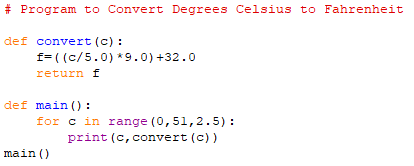 # Program to Convert Degrees Celsius to Fahrenheit
def convert(c):
    f=((c/5.0)*9.0)+32.0
    return f
def main():
    for c in range(0,51,2.5):
        print(c,convert(c))
main()